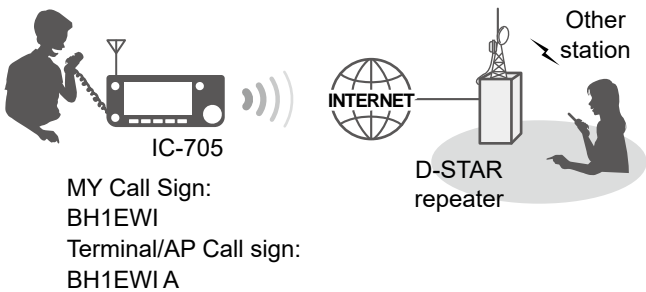 Other
station
INTERNET
IC-705
D-STAR
repeater
MY Call Sign:
BH1EWI
Terminal/AP Call sign:
BH1EWI A